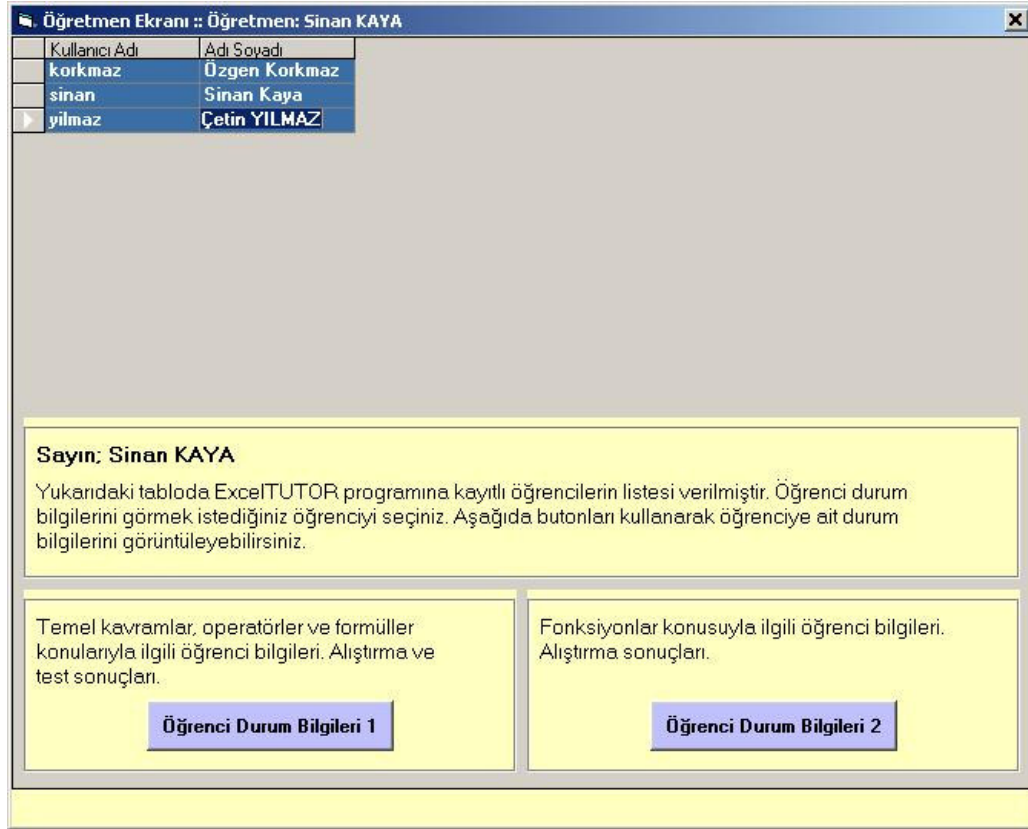 Öğretmen Ekranı :: Öğretmen: Sinan KAYA
Kullanıcı Adı Adı Soyadı
korkmaz Özgen Korkmaz
sinan Sinan Kaya
yilmaz Çetin YILMAZ
Sayın; Sinan KAYA
Yukarıdaki tabloda ExcelTUTOR programına kayıtlı öğrencilerin listesi verilmiştir. Öğrenci durum
bilgilerini görmek istediğiniz öğrenciyi seçiniz. Aşağıda butonları kullanarak öğrenciye ait durum
bilgilerini görüntüleyebilirsiniz.
Temel kavramlar, operatörler ve formüller
konularıyla ilgili öğrenci bilgileri. Alıştırma ve
test sonuçları.
Öğrenci Durum Bilgileri 1
Fonksiyonlar konusuyla ilgili öğrenci bilgileri.
Alıştırma sonuçları.
Öğrenci Durum Bilgileri 2